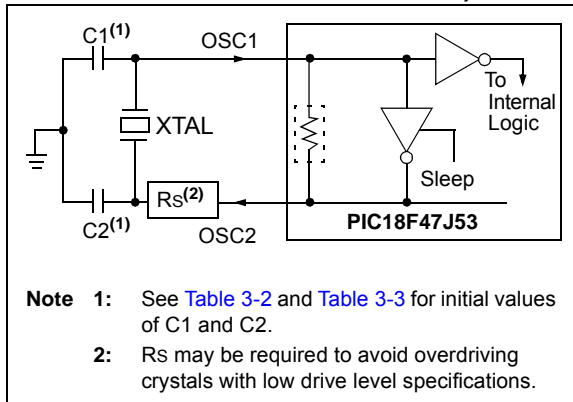 C1(1)
OSC1
To
Internal
Logic
XTAL
Sleep
RS(2)
C2(1)
OSC2
PIC18F47J53
Note 1: See Table 3-2 and Table 3-3 for initial values
of C1 and C2.
2: RS may be required to avoid overdriving
crystals with low drive level specifications.